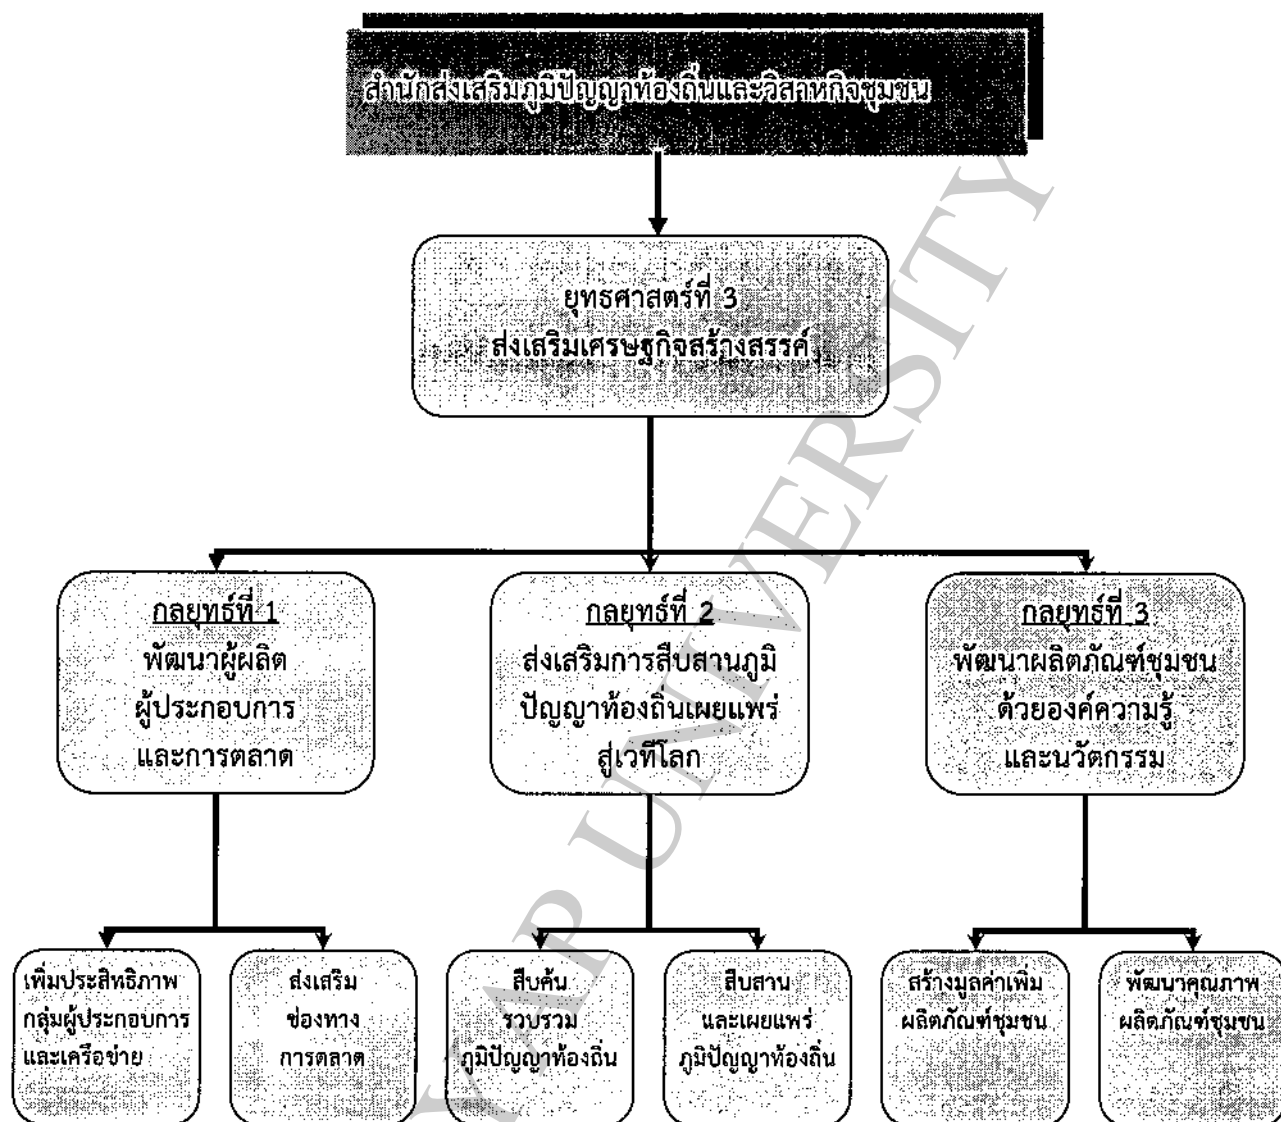 สำนักส่งเสริมภูมิปัญญาท้องถิ่นและวิสาหกิจชุมชน
ยุทธศาสตร์ที่ 3
ส่งเสริมเศรษฐกิจสร้างสรรค์
กลยุทธ์ที่ 1
พัฒนาผู้ผลิต
ผู้ประกอบการ
และการตลาด
กลยุทธ์ที่ 2
ส่งเสริมการสืบสานภูมิ
ปัญญาท้องถิ่นเผยแพร่
สู่เวทีโลก
กลยุทธ์ที่ 3
พัฒนาผลิตภัณฑ์ชุมชน
ด้วยองค์ความรู้
และนวัตกรรม
เพิ่มประสิทธิภาพ
กลุ่มผู้ประกอบการ
และเครือข่าย
ส่งเสริม
ช่องทาง
การตลาด
สืบค้น
รวบรวม
ภูมิปัญญาท้องถิ่น
สืบสาน
และเผยแพร่
ภูมิปัญญาท้องถิ่น
สร้างมูลค่าเพิ่ม
ผลิตภัณฑ์ชุมชน
พัฒนาคุณภาพ
ผลิตภัณฑ์ชุมชน
YAP UNIVERSITY